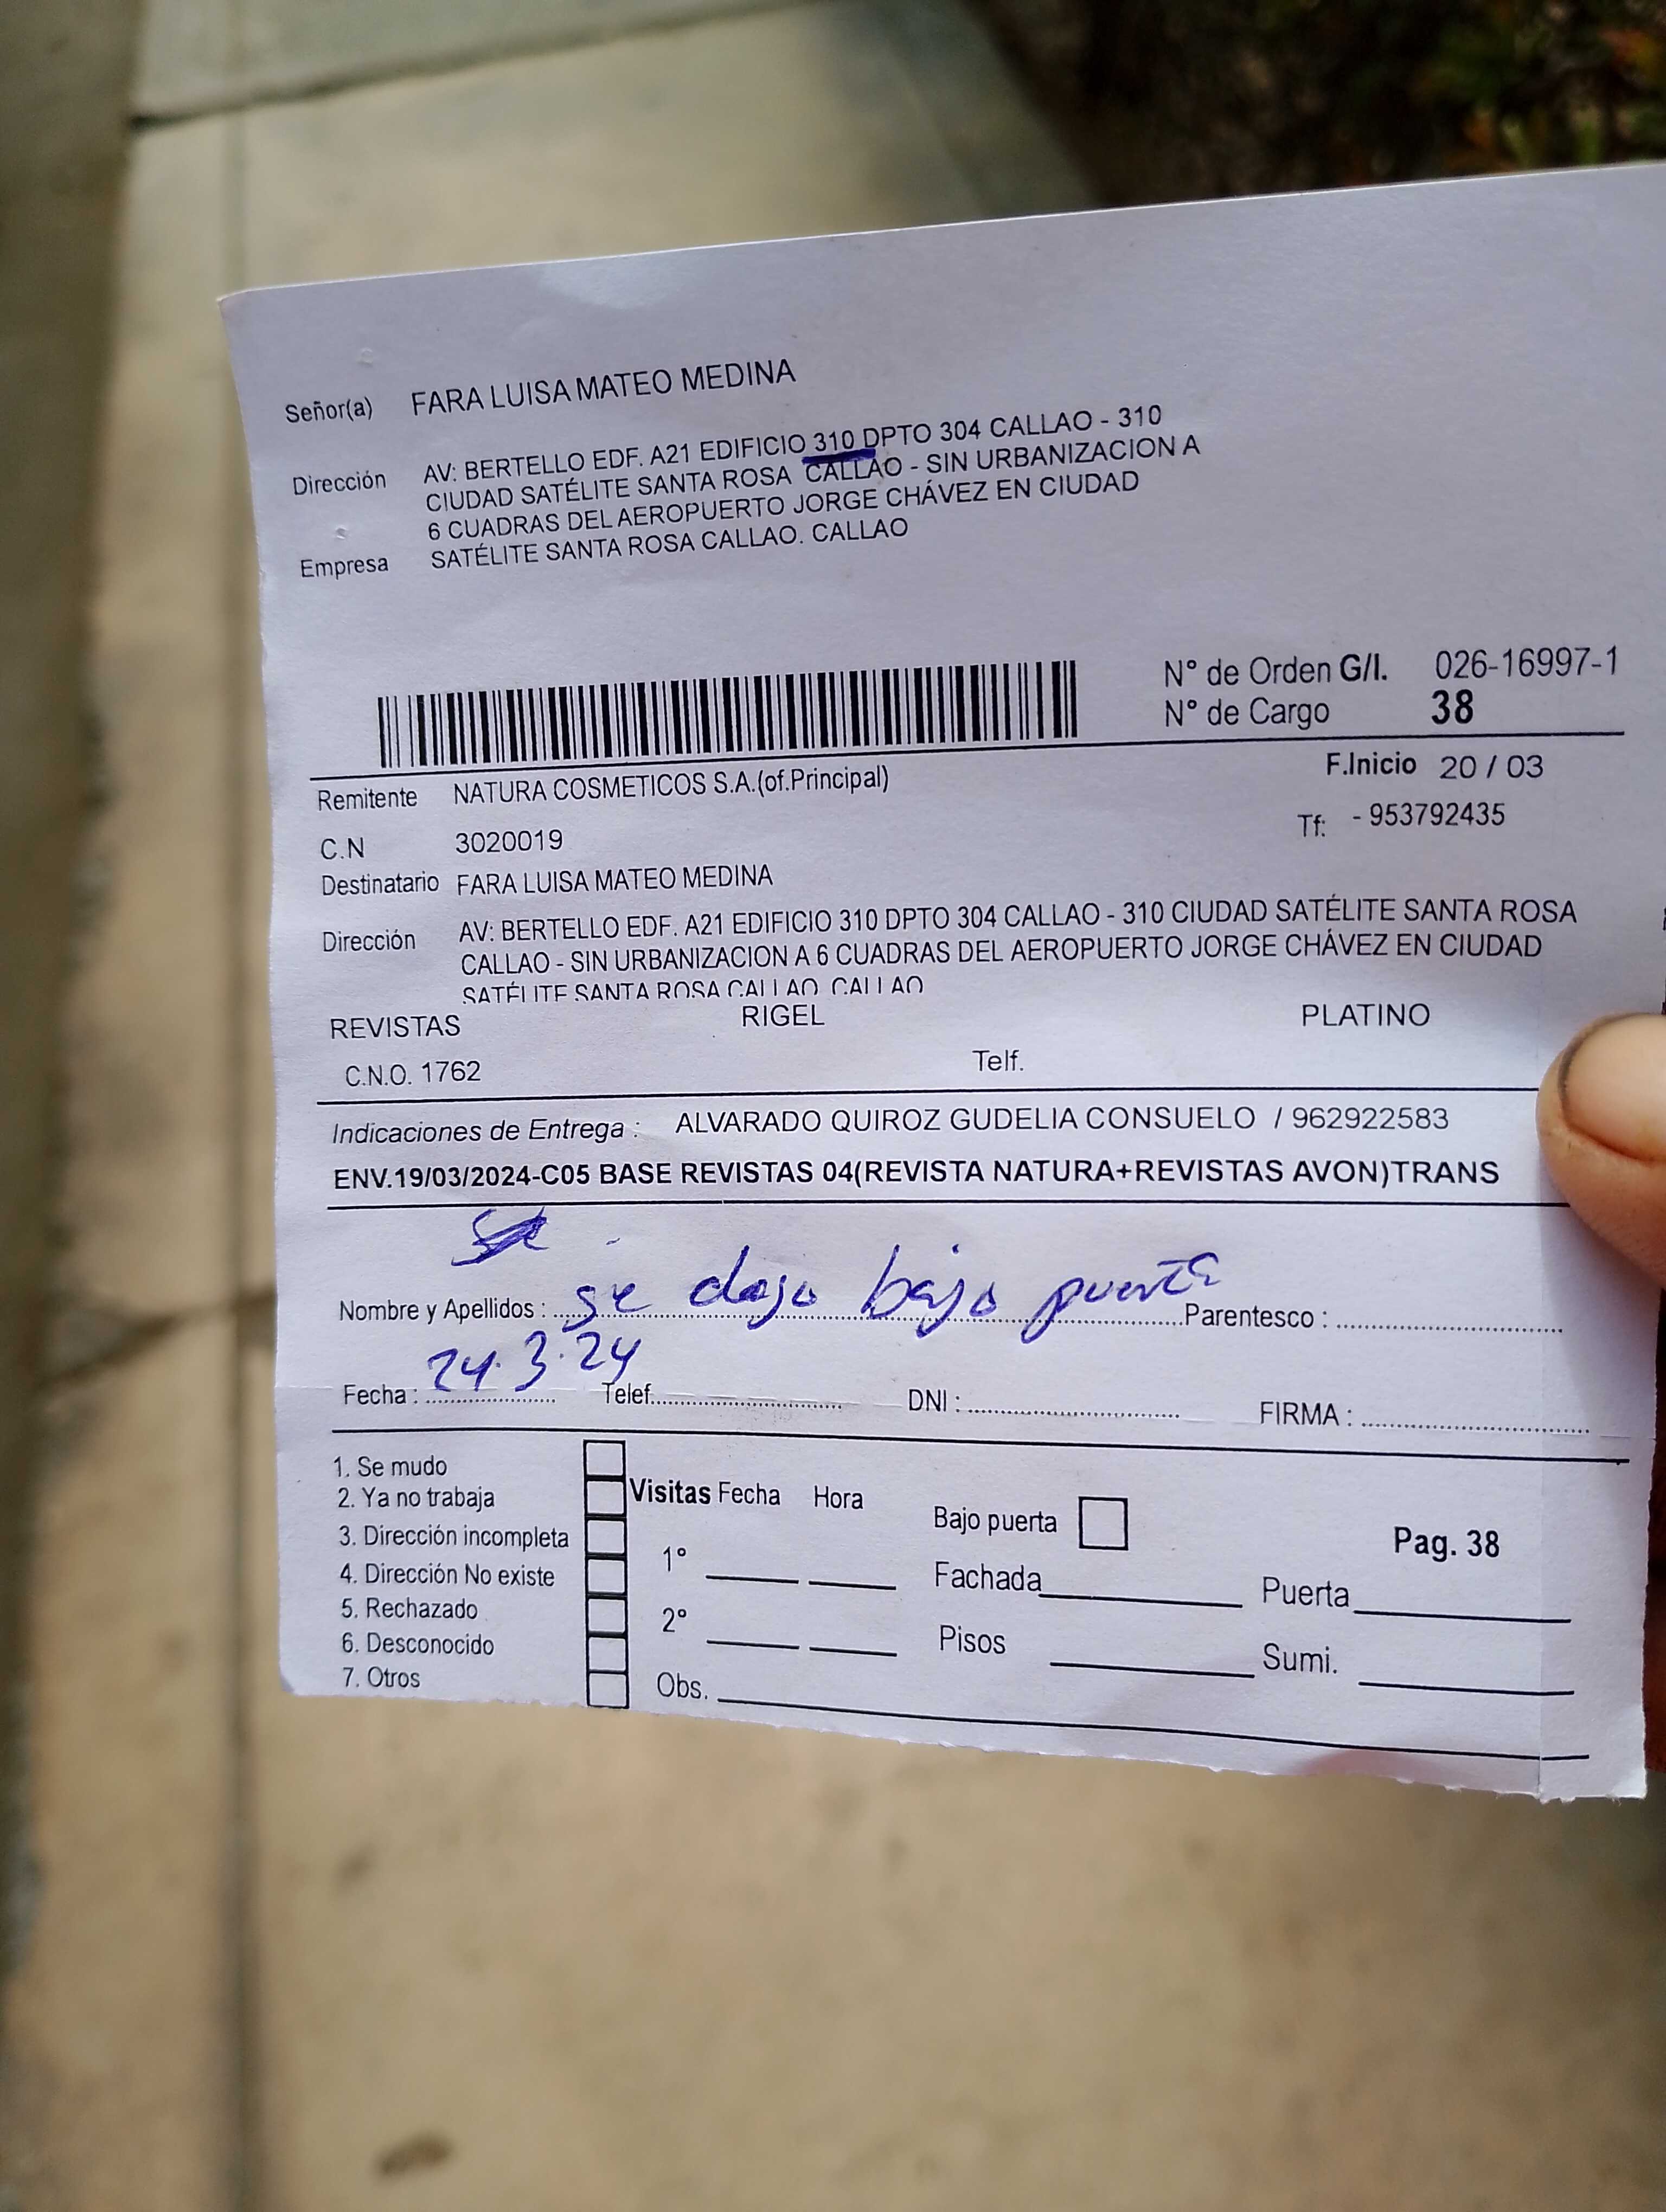 Señor(a) FARA LUISA MATEO MEDINA
Dirección AV: BERTELLO EDF. A21 EDIFICIO 310 DPTO 304 CALLAO - 310
CIUDAD SATÉLITE SANTA ROSA CALLAO - SIN URBANIZACION A
6 CUADRAS DEL AEROPUERTO JORGE CHÁVEZ EN CIUDAD
Empresa SATÉLITE SANTA ROSA CALLAO. CALLAO
N° de Orden G/I. 026-16997-1
N° de Cargo 38
F.Inicio 20 / 03
Remitente NATURA COSMETICOS S.A.(of.Principal)
Tf: - 953792435
C.N 3020019
Destinatario FARA LUISA MATEO MEDINA
Dirección AV: BERTELLO EDF. A21 EDIFICIO 310 DPTO 304 CALLAO - 310 CIUDAD SATÉLITE SANTA ROSA
CALLAO - SIN URBANIZACION A 6 CUADRAS DEL AEROPUERTO JORGE CHÁVEZ EN CIUDAD
SATÉLITE SANTA ROSA CALLAO. CALLAO
REVISTAS RIGEL PLATINO
C.N.O. 1762 Telf.
Indicaciones de Entrega : ALVARADO QUIROZ GUDELIA CONSUELO / 962922583
ENV.19/03/2024-C05 BASE REVISTAS 04(REVISTA NATURA+REVISTAS AVON)TRANS
Nombre y Apellidos : se dejo bajo puerta Parentesco :
Fecha : 24.3.24 Telef. DNI : FIRMA :
1. Se mudo
2. Ya no trabaja Visitas Fecha Hora
3. Dirección incompleta Bajo puerta Pag. 38
4. Dirección No existe 1° Fachada Puerta
5. Rechazado
6. Desconocido 2° Pisos Sumi.
7. Otros Obs.